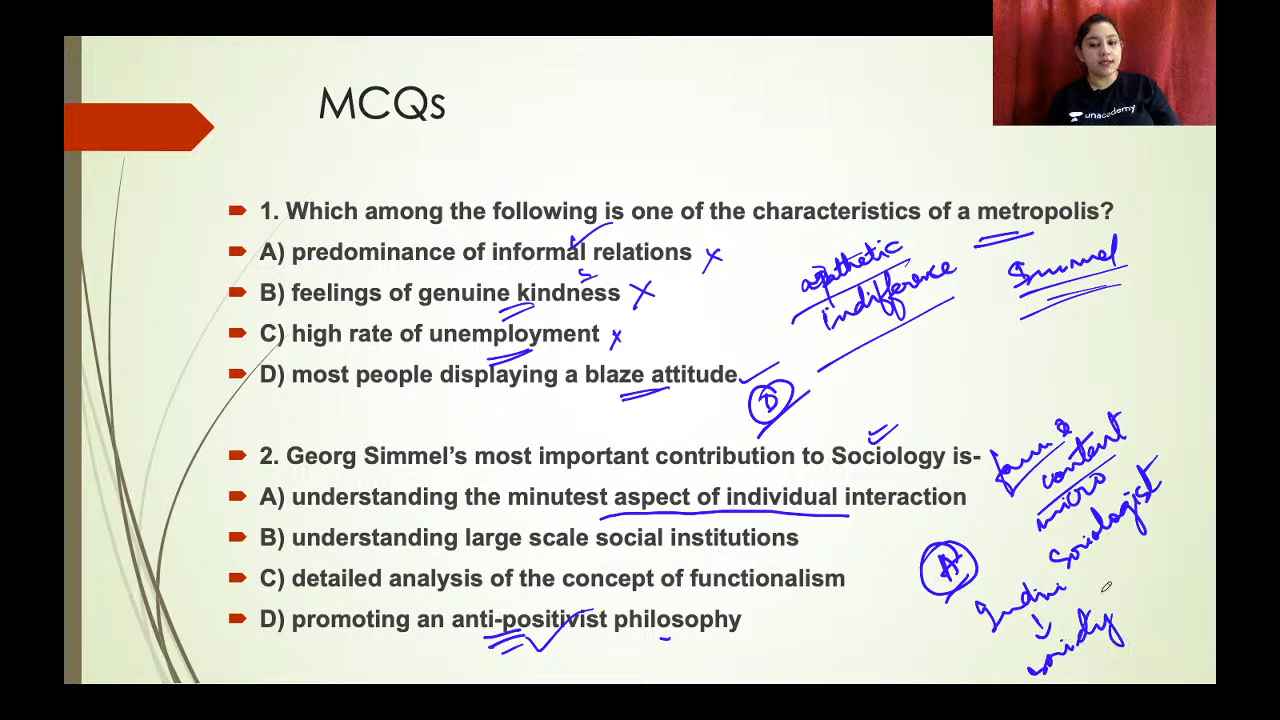 unacademy
MCQs
1. Which among the following is one of the characteristics of a metropolis?
A) predominance of informal relations
B) feelings of genuine kindness
C) high rate of unemployment
D) most people displaying a blaze attitude
apathetic
indifference
Simmel
D
2. Georg Simmel's most important contribution to Sociology is-
A) understanding the minutest aspect of individual interaction
B) understanding large scale social institutions
C) detailed analysis of the concept of functionalism
D) promoting an anti-positivist philosophy
form &
content
micro
Sociologist
A
society